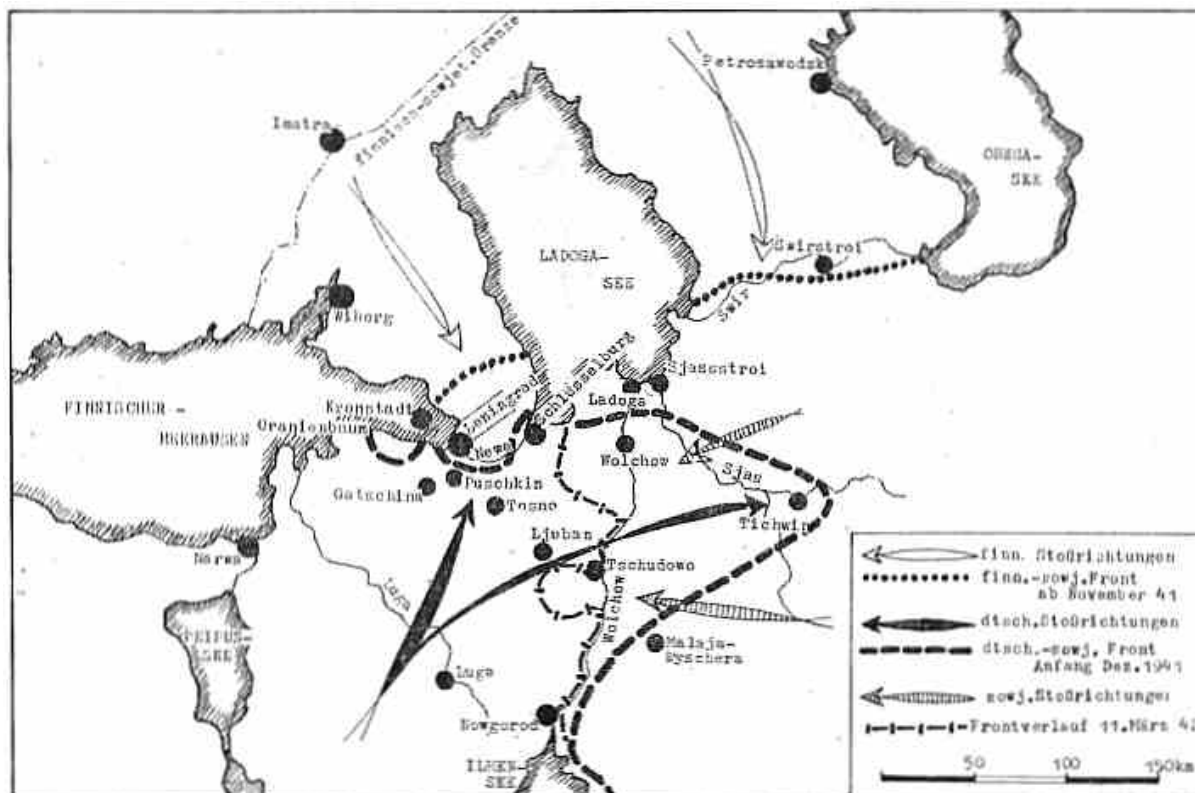 Petrosawodsk
Imatra
finnisch-sowjet.Grenze
ONEGA-
SEE
LADOGA-
SEE
Swirstroi
Swir
Wiborg
Sjassstroi
Schlüsselburg
Ladoga
Leningrad
Kronstadt
FINNISCHER -
MEERBUSEN
Oranienbaum
Newa
Wolchow
Sjas
Puschkin
Gatschina
Tosno
Tichwin
Ljuban
Narwa
Tschudowo
Luga
Wolchow
PEIPUS-
SEE
Malaja-
Wyschera
Luga
Nowgorod
ILMEN-
SEE
finn. Stoßrichtungen
finn.-sowj.Front
ab November 41
dtsch.Stoßrichtungen
dtsch.-sowj. Front
Anfang Dez.1941
sowj.Stoßrichtungen
Frontverlauf 11.März 42
50 100 150km